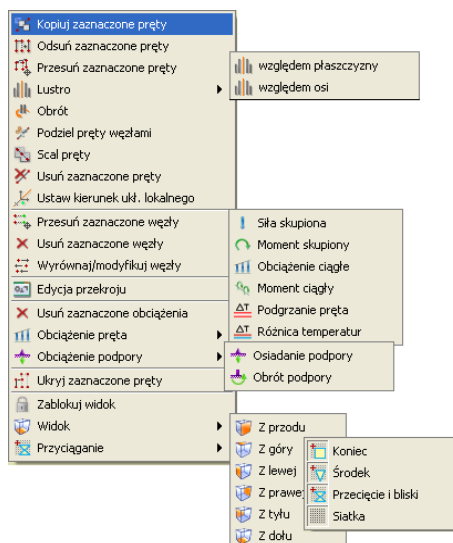 Kopiuj zaznaczone pręty
Odsuń zaznaczone pręty
Przesuń zaznaczone pręty
Lustro
względem płaszczyzny
względem osi
Obrót
Podziel pręty węzłami
Scal pręty
Usuń zaznaczone pręty
Ustaw kierunek ukł. lokalnego
Przesuń zaznaczone węzły
Usuń zaznaczone węzły
Wyrównaj/modyfikuj węzły
Edycja przekroju
Usuń zaznaczone obciążenia
Obciążenie pręta
Siła skupiona
Moment skupiony
Obciążenie ciągłe
Moment ciągły
ΔT Podgrzanie pręta
ΔT Różnica temperatur
Obciążenie podpory
Osiadanie podpory
Obrót podpory
Ukryj zaznaczone pręty
Zablokuj widok
Widok
Z przodu
Z góry
Z lewej
Z prawej
Z tyłu
Z dołu
Przyciąganie
Koniec
Środek
Przecięcie i bliski
Siatka